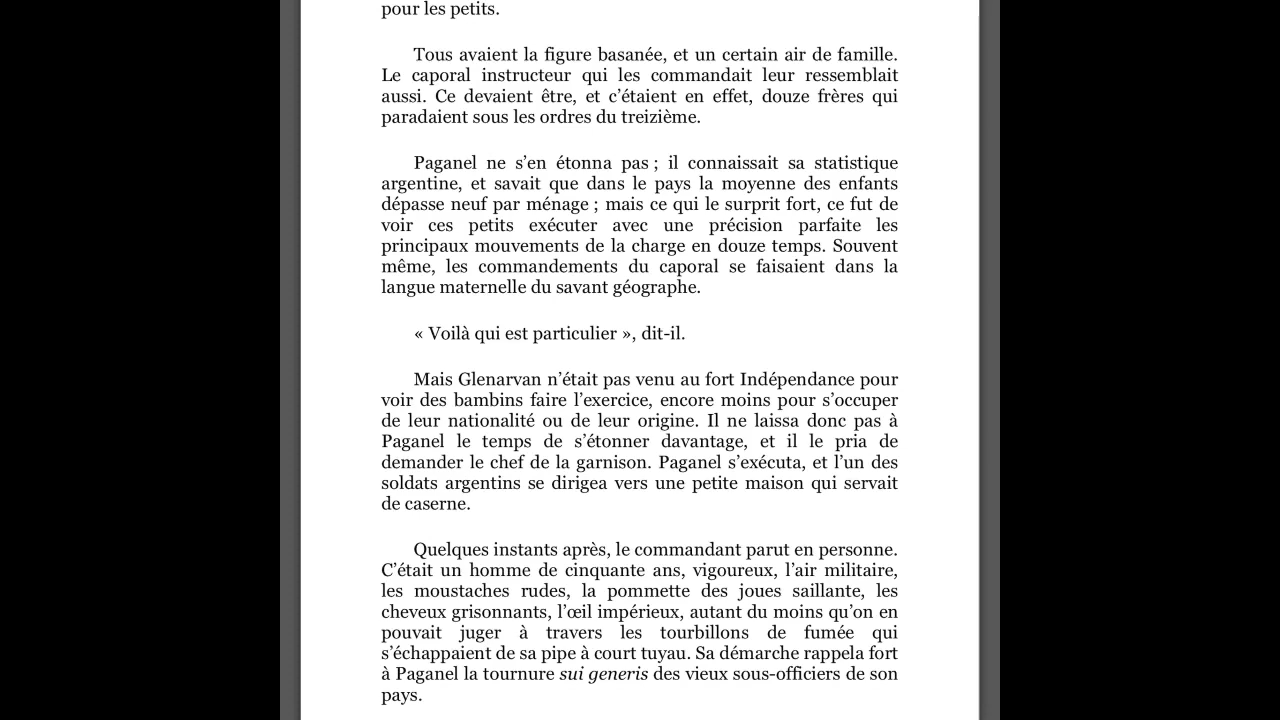 pour les petits.
Tous avaient la figure basanée, et un certain air de famille.
Le caporal instructeur qui les commandait leur ressemblait
aussi. Ce devaient être, et c’étaient en effet, douze frères qui
paradaient sous les ordres du treizième.
Paganel ne s’en étonna pas ; il connaissait sa statistique
argentine, et savait que dans le pays la moyenne des enfants
dépasse neuf par ménage ; mais ce qui le surprit fort, ce fut de
voir ces petits exécuter avec une précision parfaite les
principaux mouvements de la charge en douze temps. Souvent
même, les commandements du caporal se faisaient dans la
langue maternelle du savant géographe.
« Voilà qui est particulier », dit-il.
Mais Glenarvan n’était pas venu au fort Indépendance pour
voir des bambins faire l’exercice, encore moins pour s’occuper
de leur nationalité ou de leur origine. Il ne laissa donc pas à
Paganel le temps de s’étonner davantage, et il le pria de
demander le chef de la garnison. Paganel s’exécuta, et l’un des
soldats argentins se dirigea vers une petite maison qui servait
de caserne.
Quelques instants après, le commandant parut en personne.
C’était un homme de cinquante ans, vigoureux, l’air militaire,
les moustaches rudes, la pommette des joues saillante, les
cheveux grisonnants, l’œil impérieux, autant du moins qu’on en
pouvait juger à travers les tourbillons de fumée qui
s’échappaient de sa pipe à court tuyau. Sa démarche rappela fort
à Paganel la tournure sui generis des vieux sous-officiers de son
pays.